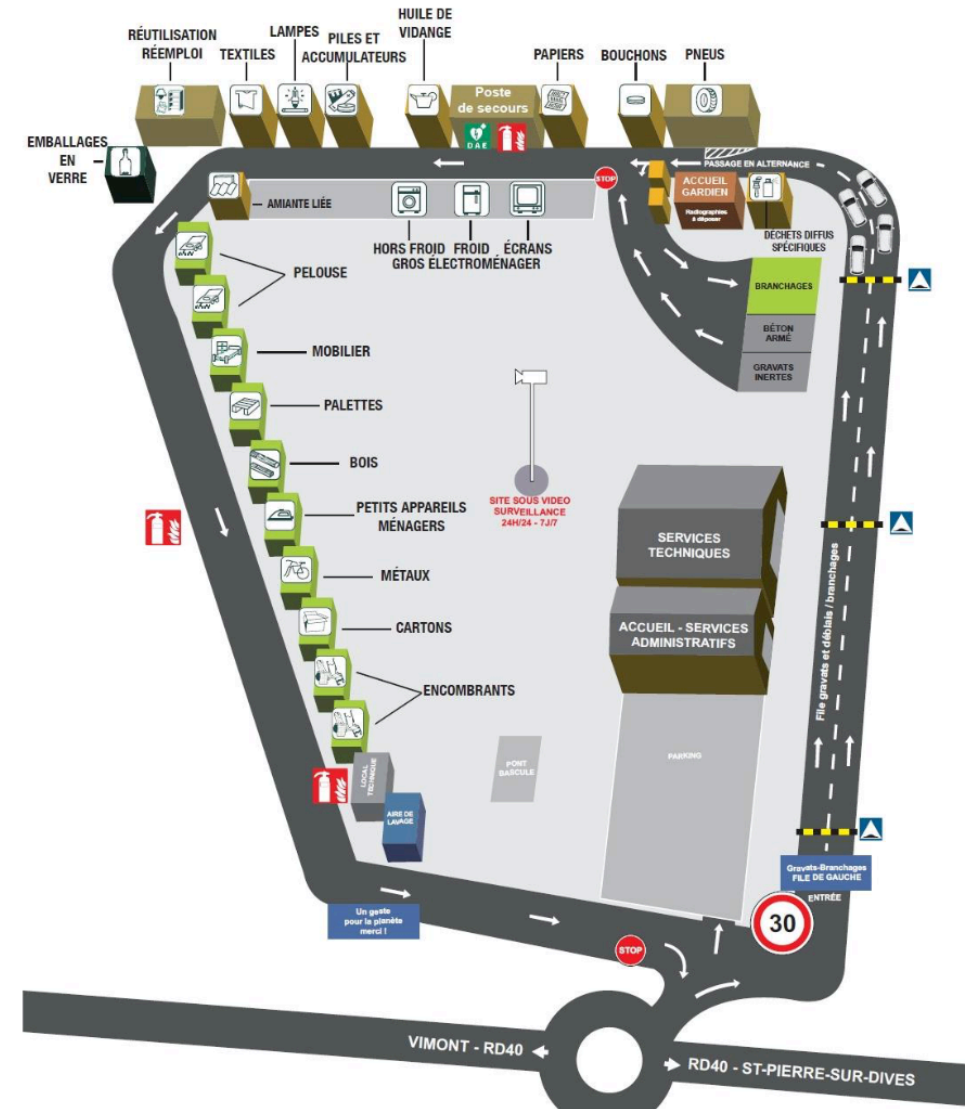 RÉUTILISATION
RÉEMPLOI
TEXTILES
LAMPES
PILES ET
ACCUMULATEURS
HUILE DE
VIDANGE
Poste
de secours
DAE
PAPIERS
BOUCHONS
PNEUS
EMBALLAGES
EN
VERRE
AMIANTE LIÉE
STOP
PASSAGE EN ALTERNANCE
ACCUEIL
GARDIEN
Radiographies
à déposer
DÉCHETS DIFFUS
SPÉCIFIQUES
HORS FROID
FROID
ÉCRANS
GROS ÉLECTROMÉNAGER
PELOUSE
BRANCHAGES
BÉTON
ARMÉ
GRAVATS
INERTES
MOBILIER
PALETTES
BOIS
PETITS APPAREILS
MÉNAGERS
MÉTAUX
CARTONS
ENCOMBRANTS
SITE SOUS VIDEO
SURVEILLANCE
24H/24 - 7J/7
SERVICES
TECHNIQUES
ACCUEIL - SERVICES
ADMINISTRATIFS
File gravats et déblais / branchages
LOCAL
TECHNIQUE
AIRE DE
LAVAGE
PONT
BASCULE
PARKING
Gravats-Branchages
FILE DE GAUCHE
ENTRÉE
30
Un geste
pour la planète
merci !
STOP
VIMONT - RD40
RD40 - ST-PIERRE-SUR-DIVES